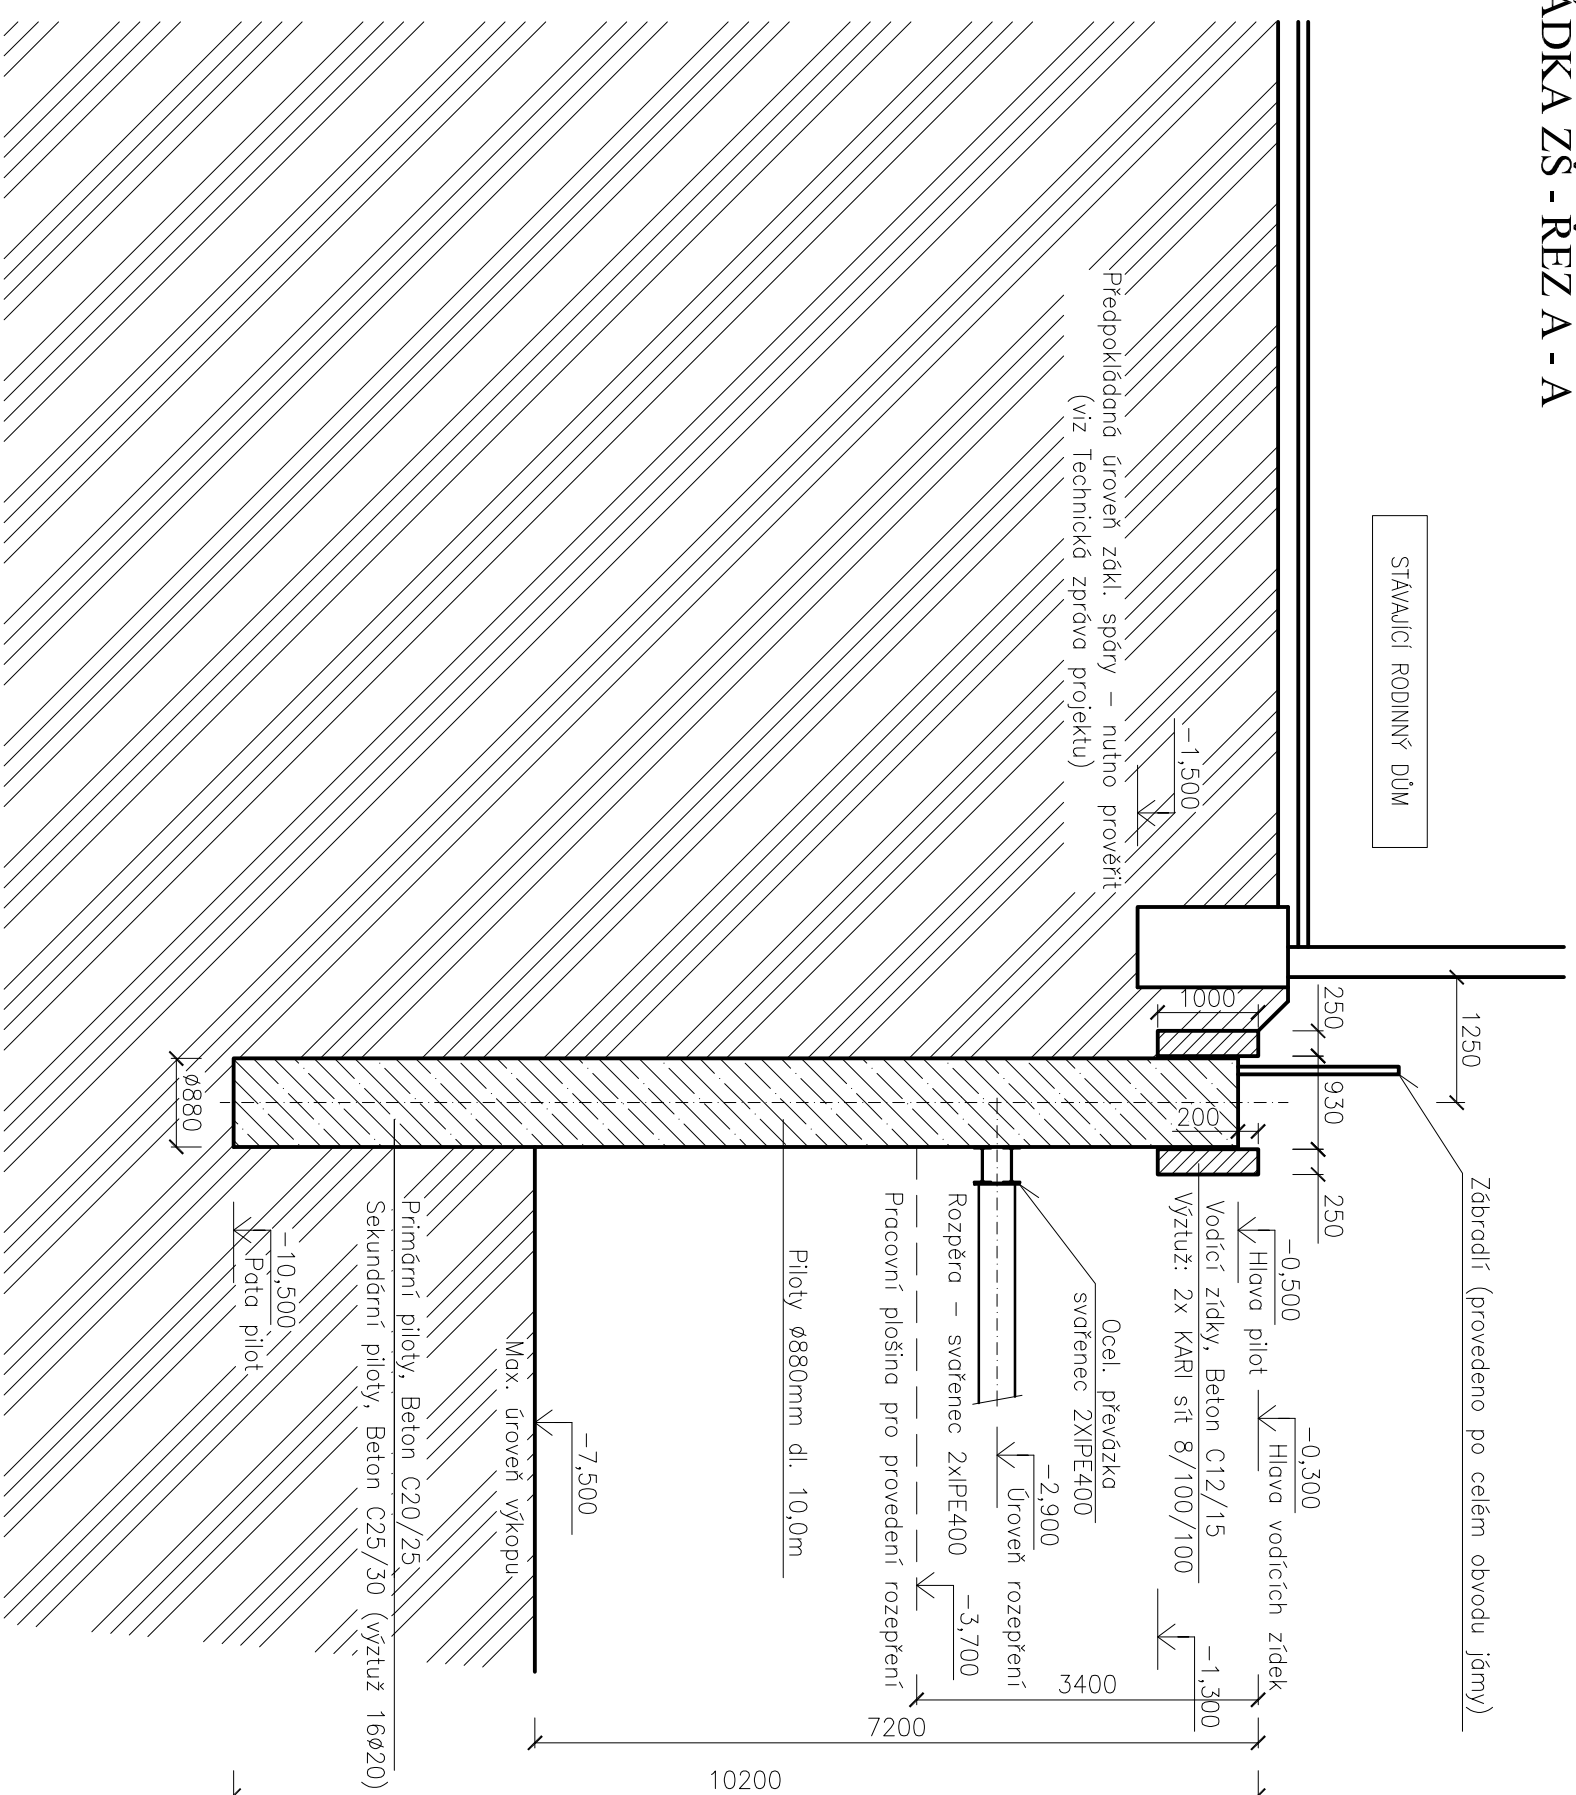 ÁDKA ZŠ - ŘEZ A - A
STÁVAJÍCÍ RODINNÝ DŮM
Zábradlí (provedeno po celém obvodu jámy)
1250
250
930
250
1000
200
-0,300
Hlava vodících zídek
-0,500
Hlava pilot
Vodící zídky, Beton C12/15
Výztuž: 2x KARI sít 8/100/100
-1,300
-1,500
Předpokládaná úroveň zákl. spáry – nutno prověřit
(viz Technická zpráva projektu)
Ocel. převázka
svařenec 2XIPE400
-2,900
Úroveň rozepření
Rozpěra – svařenec 2xIPE400
-3,700
Pracovní plošina pro provedení rozepření
Piloty ø880mm dl. 10,0m
-7,500
Max. úroveň výkopu
Primární piloty, Beton C20/25
Sekundární piloty, Beton C25/30 (výztuž 16ø20)
-10,500
Pata pilot
ø880
3400
7200
10200